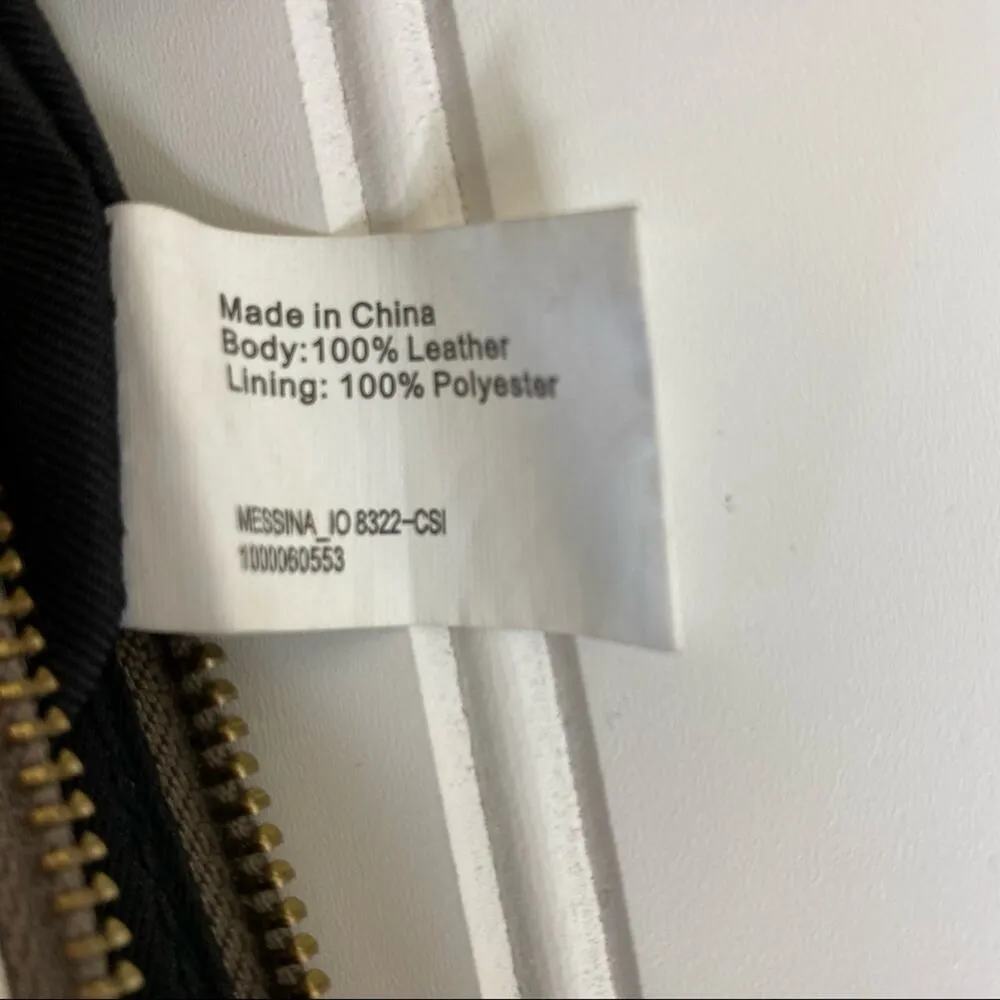 Made in China
Body:100% Leather
Lining: 100% Polyester
MESSINA_IO 8322-CSI
1000060553